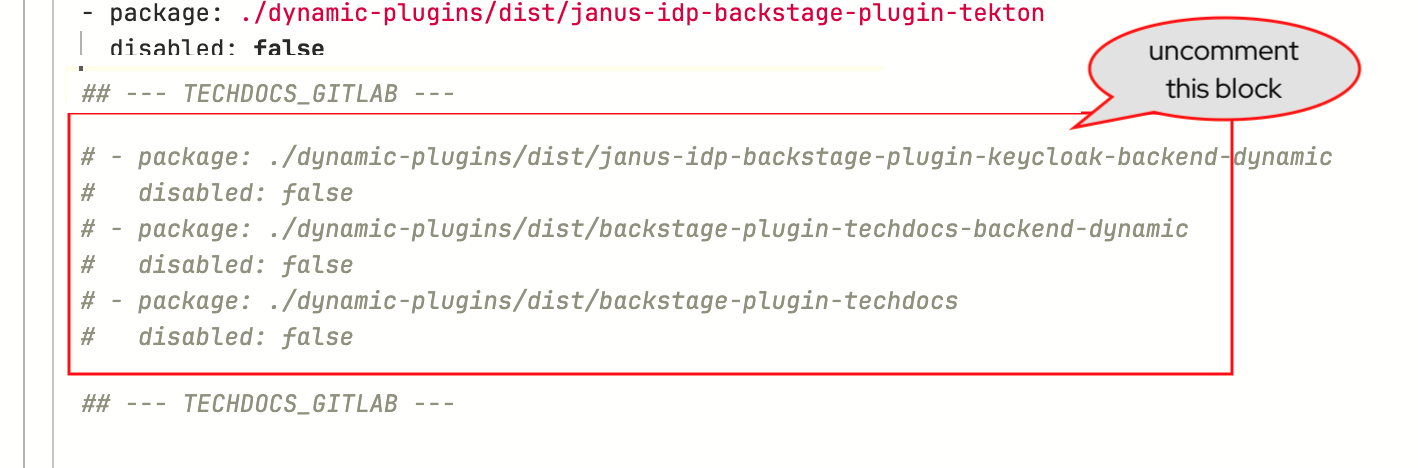 - package: ./dynamic-plugins/dist/janus-idp-backstage-plugin-tekton
  disabled: false
uncomment
this block
## --- TECHDOCS_GITLAB ---
# - package: ./dynamic-plugins/dist/janus-idp-backstage-plugin-keycloak-backend-dynamic
#   disabled: false
# - package: ./dynamic-plugins/dist/backstage-plugin-techdocs-backend-dynamic
#   disabled: false
# - package: ./dynamic-plugins/dist/backstage-plugin-techdocs
#   disabled: false
## --- TECHDOCS_GITLAB ---